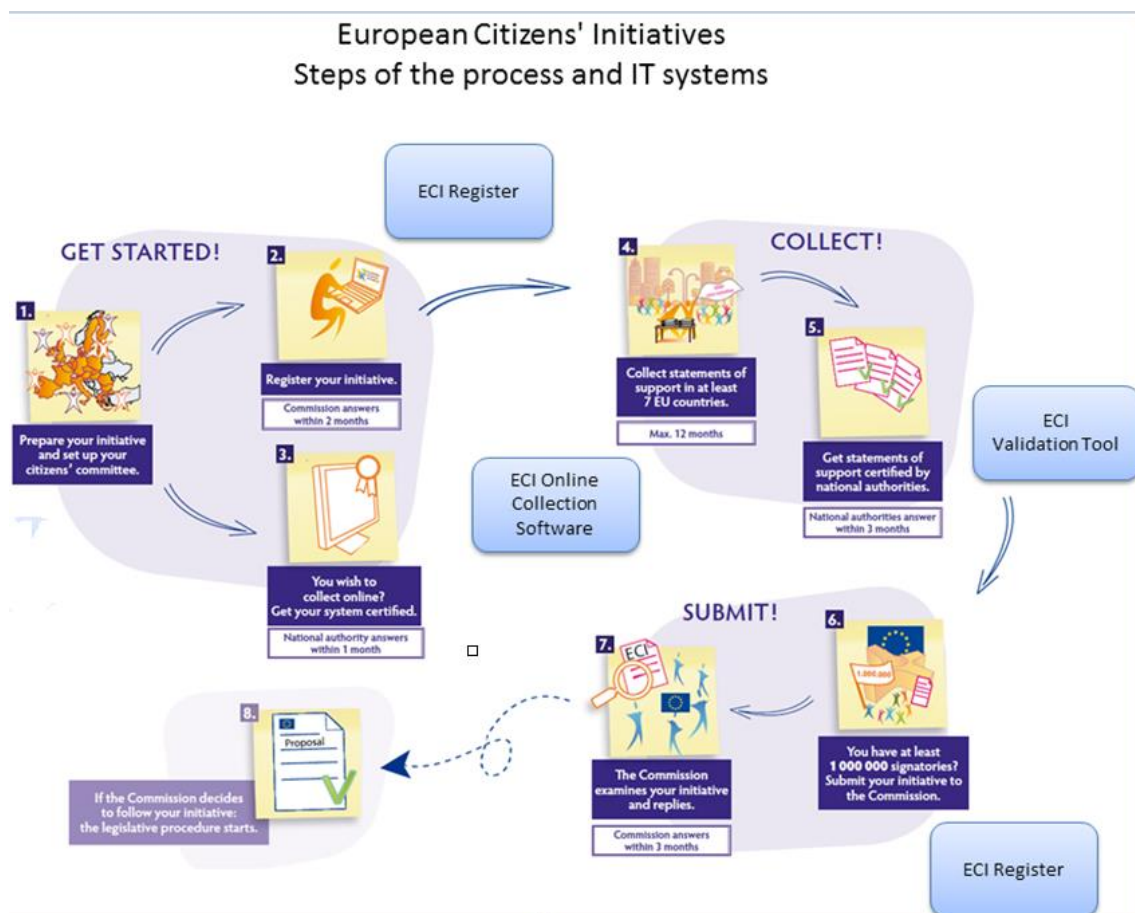 European Citizens' Initiatives
Steps of the process and IT systems
ECI Register
GET STARTED!
1.
Prepare your initiative
and set up your
citizens' committee.
2.
Register your initiative.
Commission answers
within 2 months
3.
You wish to
collect online?
Get your system certified.
National authority answers
within 1 month
ECI Online
Collection
Software
COLLECT!
4.
Collect statements of
support in at least
7 EU countries.
Max. 12 months
5.
Get statements of
support certified by
national authorities.
National authorities answer
within 3 months
ECI
Validation Tool
SUBMIT!
6.
1.000.000
You have at least
1 000 000 signatories?
Submit your initiative to
the Commission.
7.
ECI
The Commission
examines your initiative
and replies.
Commission answers
within 3 months
8.
Proposal
If the Commission decides
to follow your initiative:
the legislative procedure starts.
ECI Register